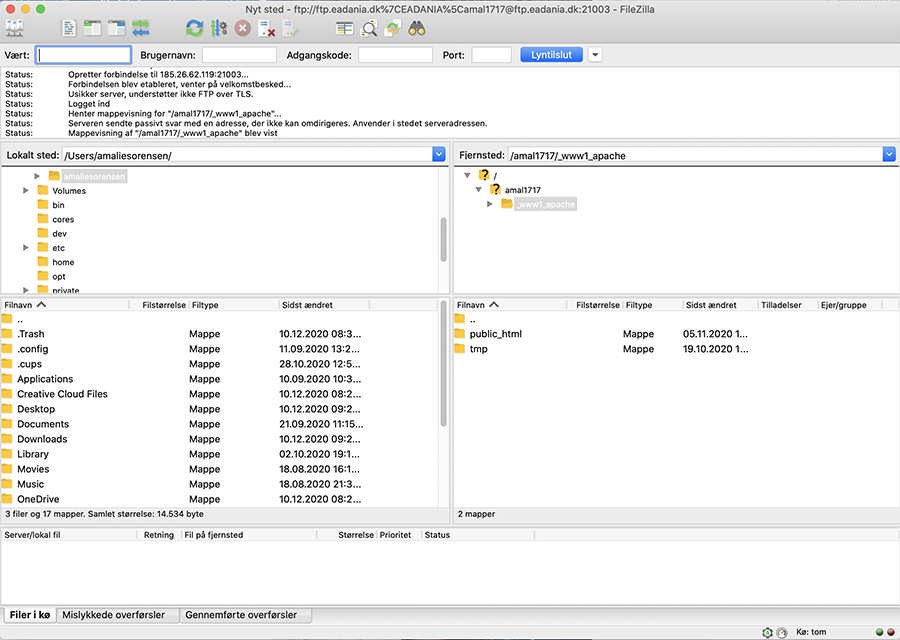 Nyt sted - ftp://ftp.eadania.dk%7CEADANIA%5Camal1717@ftp.eadania.dk:21003 - FileZilla
Vært: Brugernavn: Adgangskode: Port: Lyntilslut
Status: Opretter forbindelse til 185.26.62.119:21003...
Status: Forbindelsen blev etableret, venter på velkomstbesked...
Status: Usikker server, understøtter ikke FTP over TLS.
Status: Logget ind
Status: Henter mappevisning for "/amal1717/_www1_apache"...
Status: Serveren sendte passivt svar med en adresse, der ikke kan omdirigeres. Anvender i stedet serveradressen.
Status: Mappevisning af "/amal1717/_www1_apache" blev vist
Lokalt sted: /Users/amaliesorensen/
amaliesorensen
Volumes
bin
cores
dev
etc
home
opt
private
Fjernsted: /amal1717/_www1_apache
/
amal1717
_www1_apache
Filnavn Filstørrelse Filtype Sidst ændret
..
.Trash Mappe 10.12.2020 08:3...
.config Mappe 11.09.2020 13:2...
.cups Mappe 28.10.2020 12:5...
Applications Mappe 10.09.2020 10:3...
Creative Cloud Files Mappe 10.12.2020 08:2...
Desktop Mappe 10.12.2020 09:2...
Documents Mappe 21.09.2020 11:15...
Downloads Mappe 10.12.2020 09:2...
Library Mappe 02.10.2020 19:1...
Movies Mappe 18.08.2020 16:1...
Music Mappe 18.08.2020 21:3...
OneDrive Mappe 10.12.2020 08:2...
3 filer og 17 mapper. Samlet størrelse: 14.534 byte
Filnavn Filstørrelse Filtype Sidst ændret Tilladelser Ejer/gruppe
..
public_html Mappe 05.11.2020 1...
tmp Mappe 19.10.2020 1...
2 mapper
Server/lokal fil Retning Fil på fjernsted Størrelse Prioritet Status
Filer i kø Mislykkede overførsler Gennemførte overførsler
Kø: tom